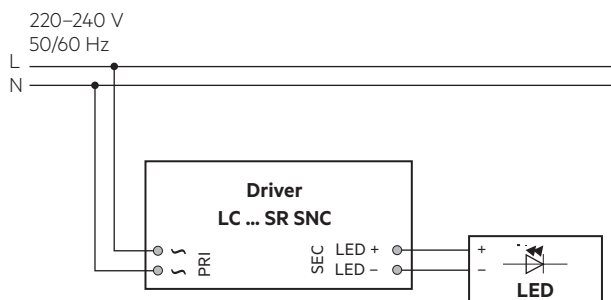 220–240 V
50/60 Hz
L
N
Driver
LC ... SR SNC
~ PRI SEC LED + +
~ LED – –
LED